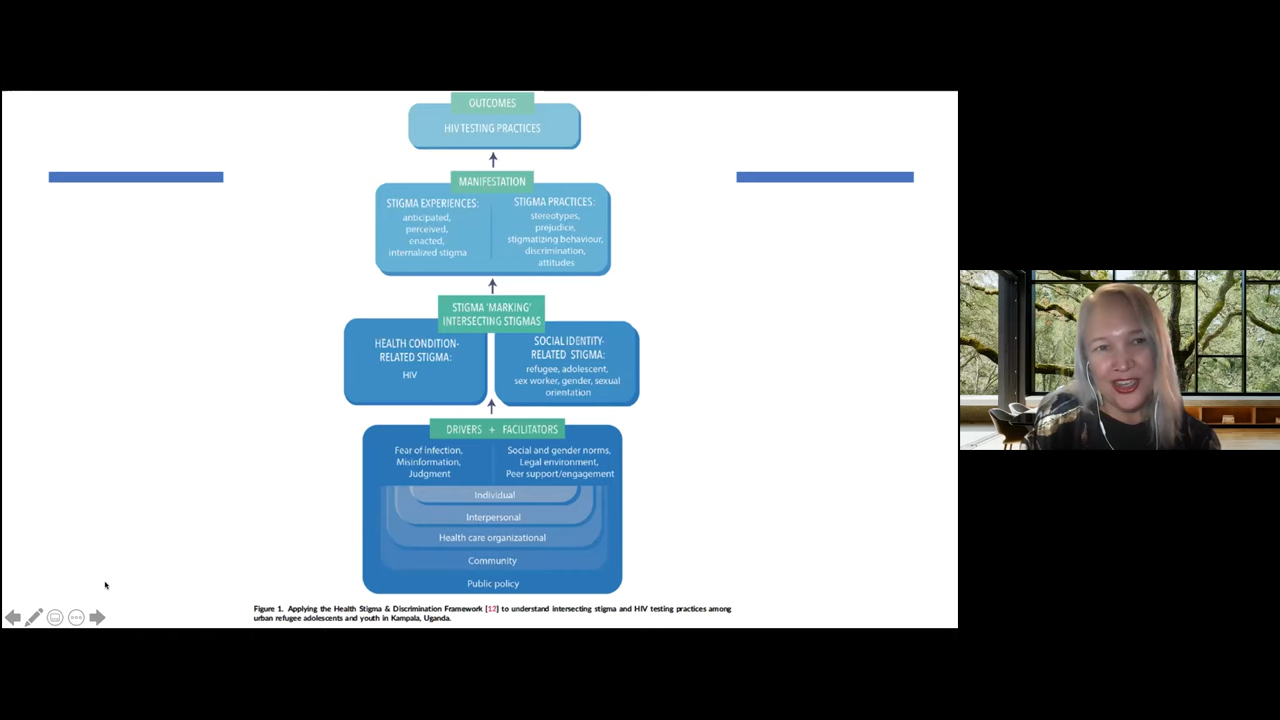 OUTCOMES
HIV TESTING PRACTICES
MANIFESTATION
STIGMA EXPERIENCES:
anticipated,
perceived,
enacted,
internalized stigma
STIGMA PRACTICES:
stereotypes,
prejudice,
stigmatizing behaviour,
discrimination,
attitudes
STIGMA 'MARKING'
INTERSECTING STIGMAS
HEALTH CONDITION-
RELATED STIGMA:
HIV
SOCIAL IDENTITY-
RELATED STIGMA:
refugee, adolescent,
sex worker, gender, sexual
orientation
DRIVERS + FACILITATORS
Fear of infection,
Misinformation,
Judgment
Social and gender norms,
Legal environment,
Peer support/engagement
Individual
Interpersonal
Health care organizational
Community
Public policy
Figure 1. Applying the Health Stigma & Discrimination Framework [12] to understand intersecting stigma and HIV testing practices among
urban refugee adolescents and youth in Kampala, Uganda.